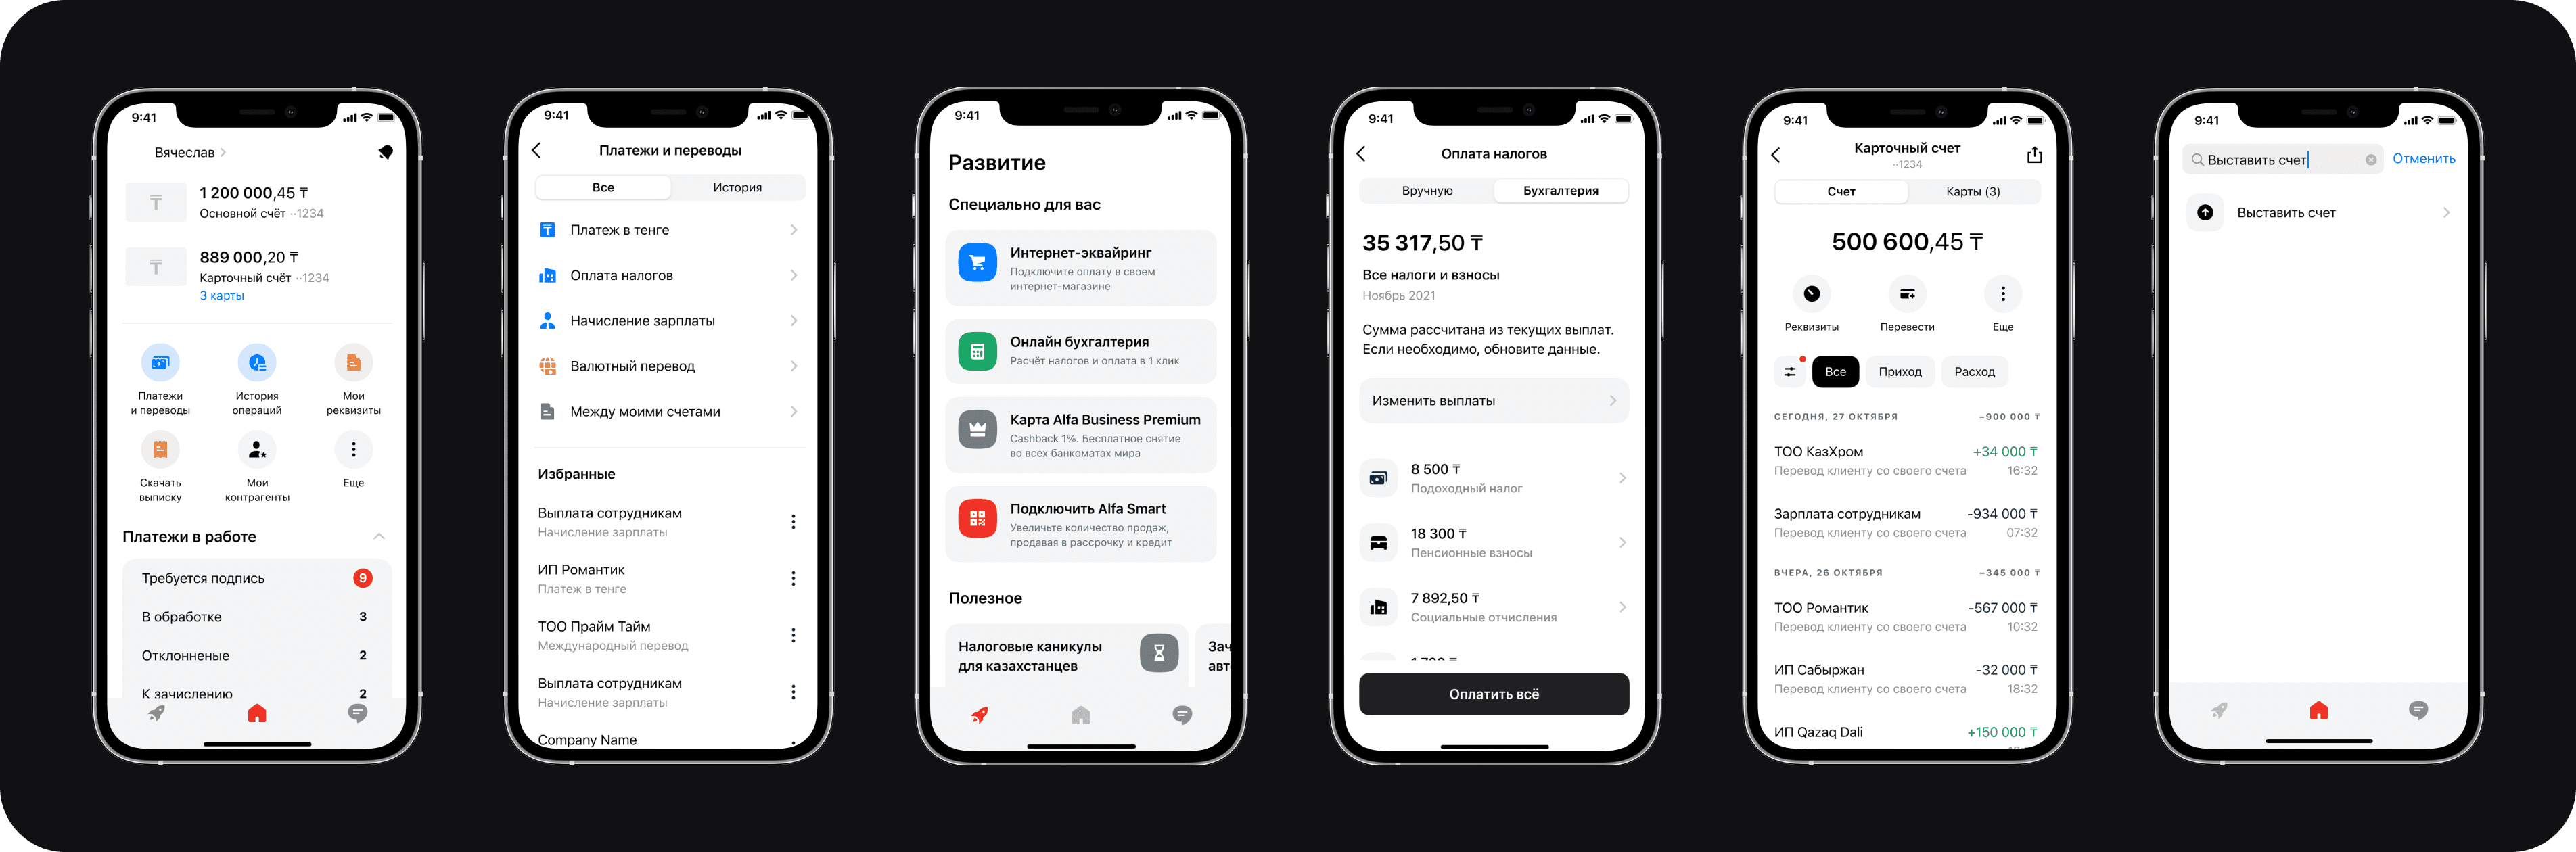 9:41
Вячеслав
1 200 000,45 ₸
₸
Основной счёт ··1234
889 000,20 ₸
₸
Карточный счёт ··1234
3 карты
Платежи
и переводы
История
операций
Мои
реквизиты
Скачать
выписку
Мои
контрагенты
Еще
Платежи в работе
Требуется подпись 9
В обработке 3
Отклонненые 2
К зачислению 2
9:41
Платежи и переводы
Все История
Платеж в тенге
Оплата налогов
Начисление зарплаты
Валютный перевод
Между моими счетами
Избранные
Выплата сотрудникам
Начисление зарплаты
ИП Романтик
Платеж в тенге
ТОО Прайм Тайм
Международный перевод
Выплата сотрудникам
Начисление зарплаты
Company Name
9:41
Развитие
Специально для вас
Интернет-эквайринг
Подключите оплату в своем
интернет-магазине
Онлайн бухгалтерия
Расчёт налогов и оплата в 1 клик
Карта Alfa Business Premium
Cashback 1%. Бесплатное снятие
во всех банкоматах мира
Подключить Alfa Smart
Увеличьте количество продаж,
продавая в рассрочку и кредит
Полезное
Налоговые каникулы
для казахстанцев
Зач
авто
9:41
Оплата налогов
Вручную Бухгалтерия
35 317,50 ₸
Все налоги и взносы
Ноябрь 2021
Сумма рассчитана из текущих выплат.
Если необходимо, обновите данные.
Изменить выплаты
8 500 ₸
Подоходный налог
18 300 ₸
Пенсионные взносы
7 892,50 ₸
Социальные отчисления
Оплатить всё
9:41
Карточный счет
··1234
Счет Карты (3)
500 600,45 ₸
Реквизиты
Перевести
Еще
Все Приход Расход
СЕГОДНЯ, 27 ОКТЯБРЯ −900 000 ₸
ТОО КазХром +34 000 ₸
Перевод клиенту со своего счета 16:32
Зарплата сотрудникам -934 000 ₸
Перевод клиенту со своего счета 07:32
ВЧЕРА, 26 ОКТЯБРЯ −345 000 ₸
ТОО Романтик -567 000 ₸
Перевод клиенту со своего счета 10:32
ИП Сабыржан -32 000 ₸
Перевод клиенту со своего счета 18:32
ИП Qazaq Dali +150 000 ₸
9:41
Выставить счет Отменить
Выставить счет